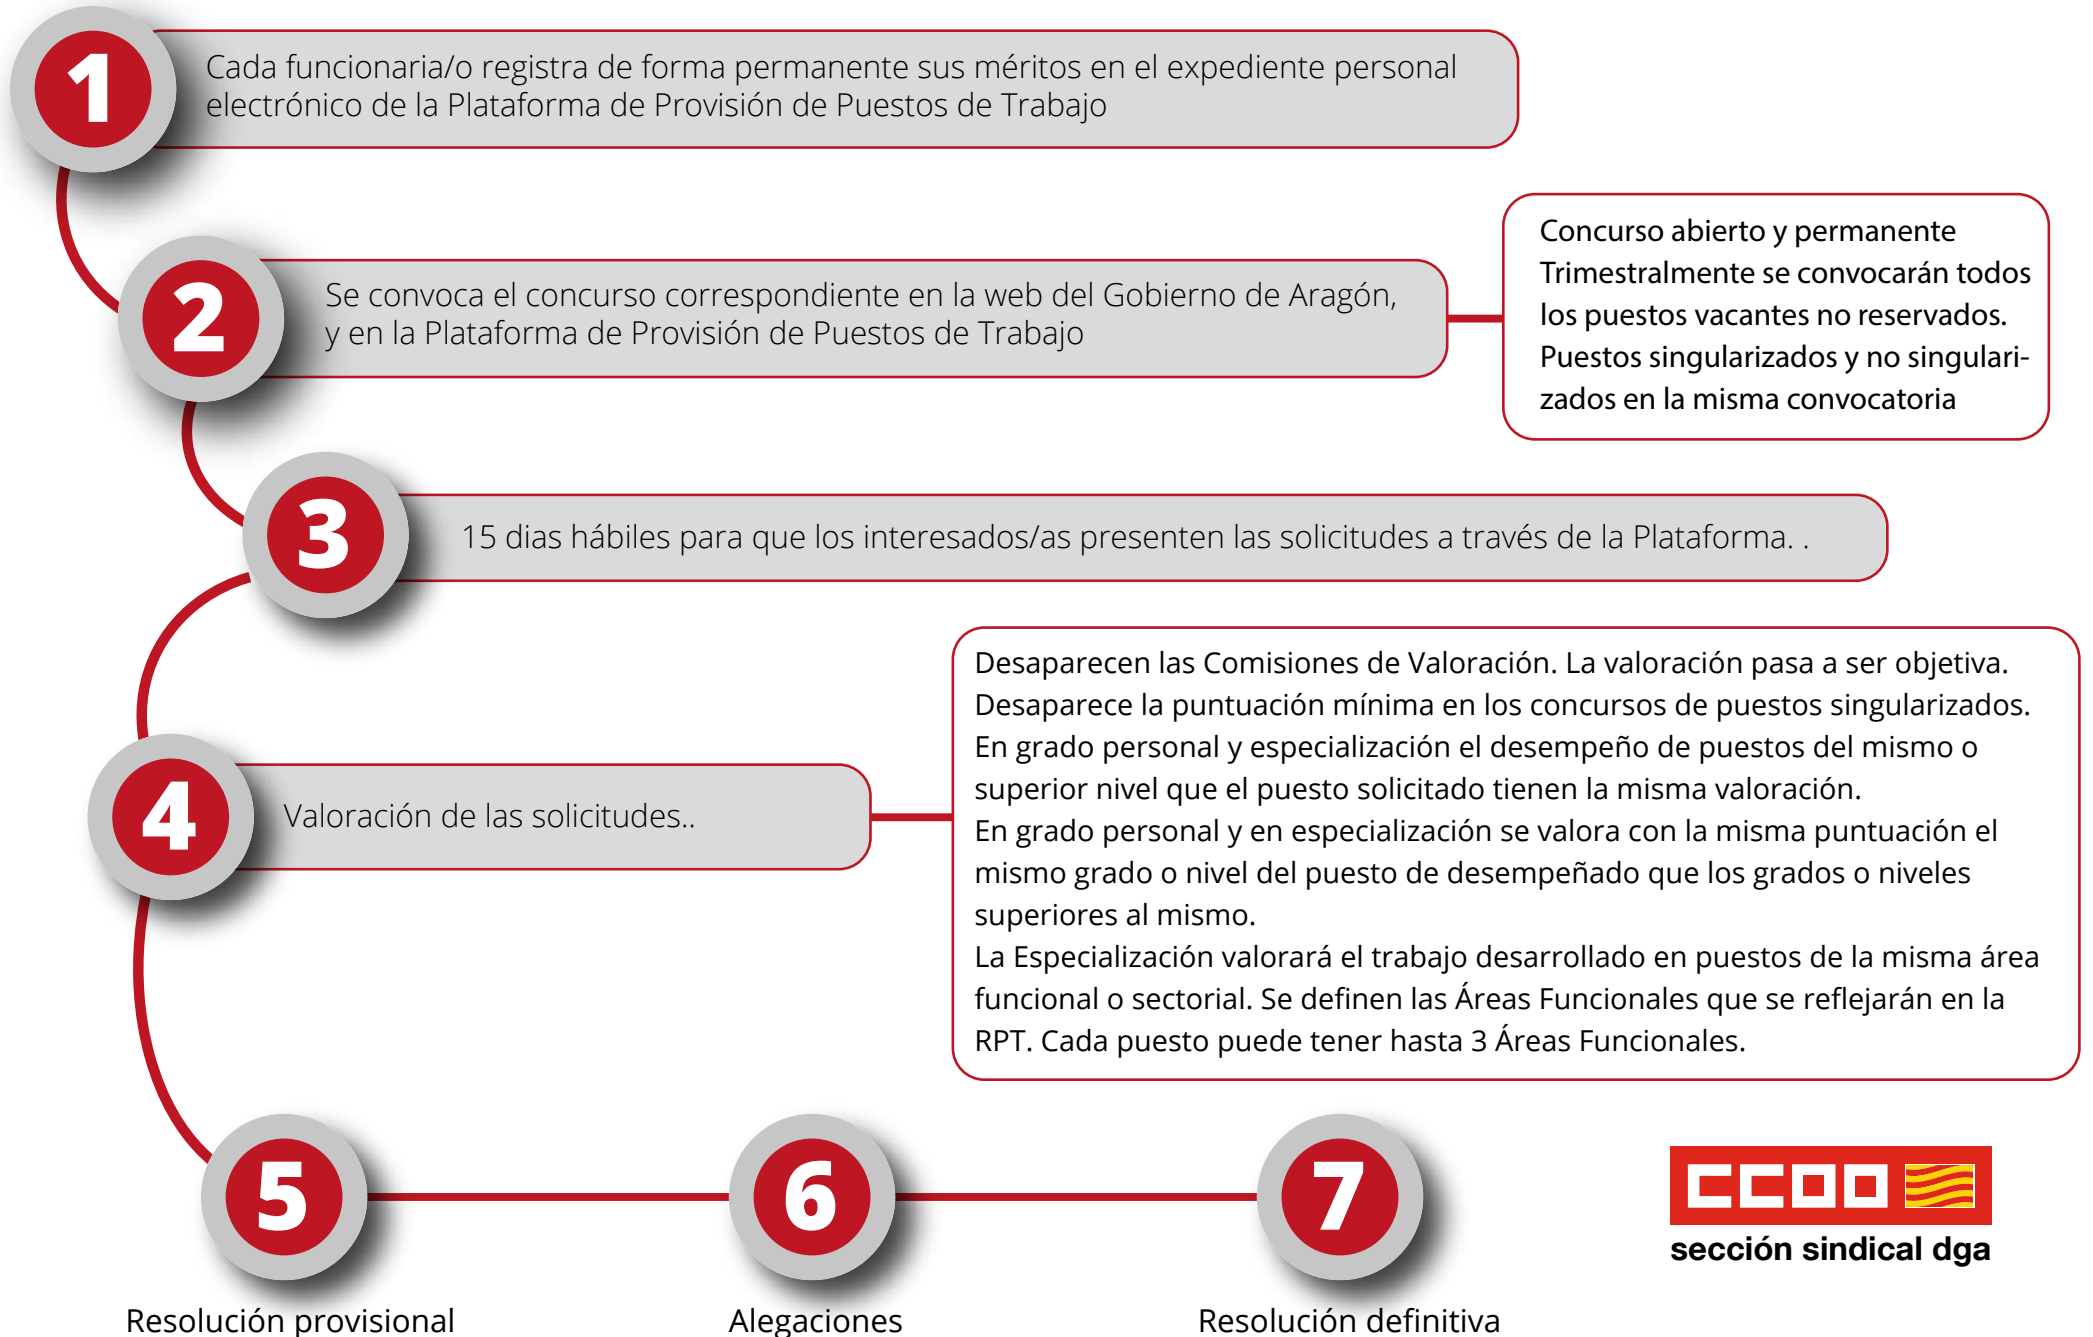 1
Cada funcionaria/o registra de forma permanente sus méritos en el expediente personal
electrónico de la Plataforma de Provisión de Puestos de Trabajo
2
Se convoca el concurso correspondiente en la web del Gobierno de Aragón,
y en la Plataforma de Provisión de Puestos de Trabajo
Concurso abierto y permanente
Trimestralmente se convocarán todos
los puestos vacantes no reservados.
Puestos singularizados y no singulari-
zados en la misma convocatoria
3
15 dias hábiles para que los interesados/as presenten las solicitudes a través de la Plataforma. .
4
Valoración de las solicitudes..
Desaparecen las Comisiones de Valoración. La valoración pasa a ser objetiva.
Desaparece la puntuación mínima en los concursos de puestos singularizados.
En grado personal y especialización el desempeño de puestos del mismo o
superior nivel que el puesto solicitado tienen la misma valoración.
En grado personal y en especialización se valora con la misma puntuación el
mismo grado o nivel del puesto de desempeñado que los grados o niveles
superiores al mismo.
La Especialización valorará el trabajo desarrollado en puestos de la misma área
funcional o sectorial. Se definen las Áreas Funcionales que se reflejarán en la
RPT. Cada puesto puede tener hasta 3 Áreas Funcionales.
5
Resolución provisional
6
Alegaciones
7
Resolución definitiva
CCOO
sección sindical dga